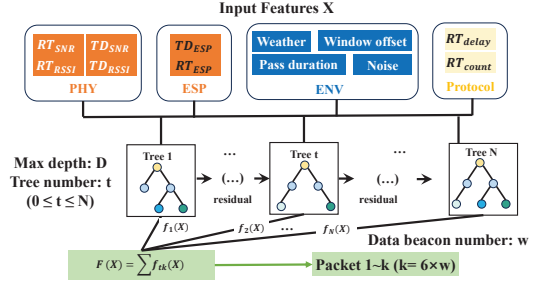 Input Features X
RT_SNR TD_SNR
RT_RSSI TD_RSSI
PHY
TD_ESP
RT_ESP
ESP
Weather Window offset
Pass duration Noise
ENV
RT_delay
RT_count
Protocol
Max depth: D
Tree number: t
(0 ≤ t ≤ N)
Tree 1 ... Tree t ... Tree N
(...) (...)
residual residual
f_1(X) f_2(X) ... f_N(X)
Data beacon number: w
F(X) = ∑ f_tk(X)
Packet 1~k (k= 6×w)